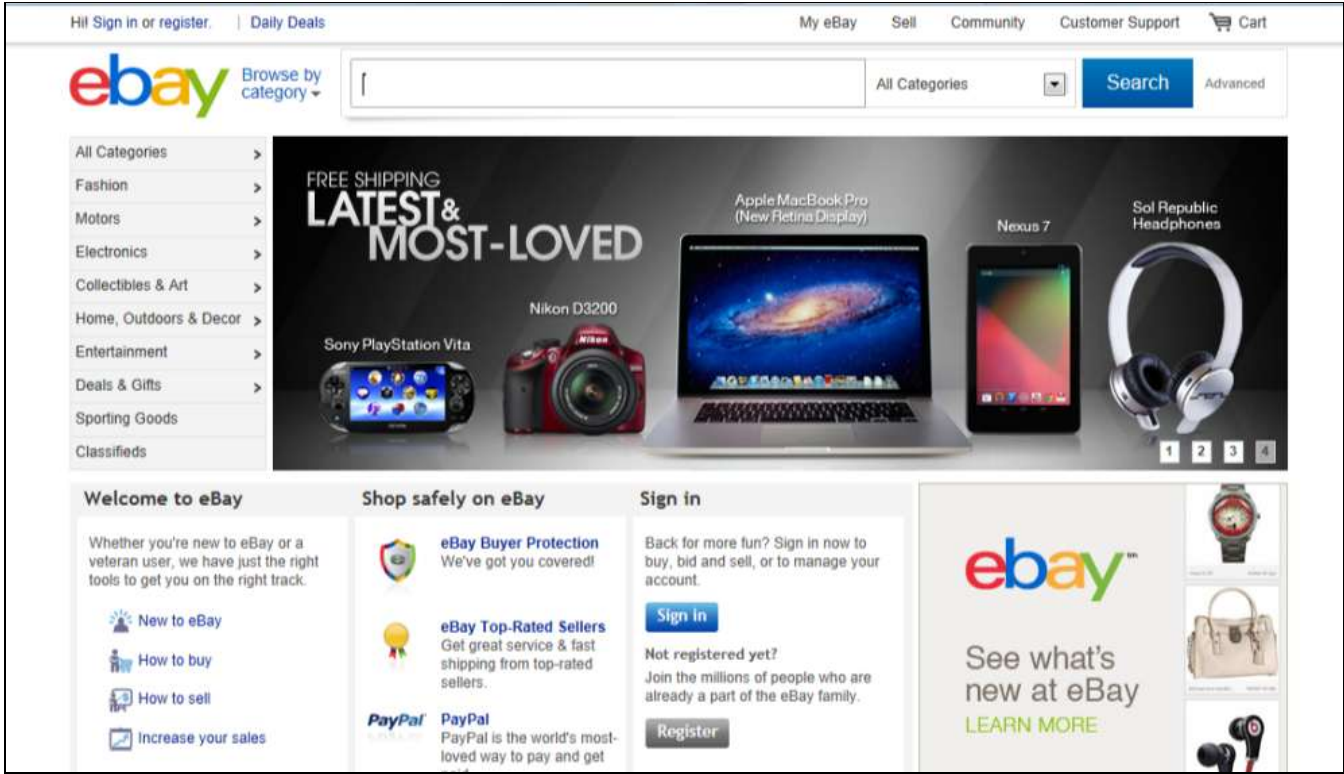 Hi! Sign in or register. | Daily Deals
My eBay Sell Community Customer Support Cart
ebay
Browse by
category
All Categories
Search
Advanced
All Categories
Fashion
Motors
Electronics
Collectibles & Art
Home, Outdoors & Decor
Entertainment
Deals & Gifts
Sporting Goods
Classifieds
FREE SHIPPING
LATEST &
MOST-LOVED
Sony PlayStation Vita
Nikon D3200
Nikon
Apple MacBook Pro
(New Retina Display)
Nexus 7
Sol Republic
Headphones
1 2 3 4
Welcome to eBay
Whether you're new to eBay or a
veteran user, we have just the right
tools to get you on the right track.
New to eBay
How to buy
How to sell
Increase your sales
Shop safely on eBay
eBay Buyer Protection
We've got you covered!
eBay Top-Rated Sellers
Get great service & fast
shipping from top-rated
sellers.
PayPal
PayPal
PayPal is the world's most-
loved way to pay and get
Sign in
Back for more fun? Sign in now to
buy, bid and sell, or to manage your
account.
Sign in
Not registered yet?
Join the millions of people who are
already a part of the eBay family.
Register
ebay™
See what's
new at eBay
LEARN MORE